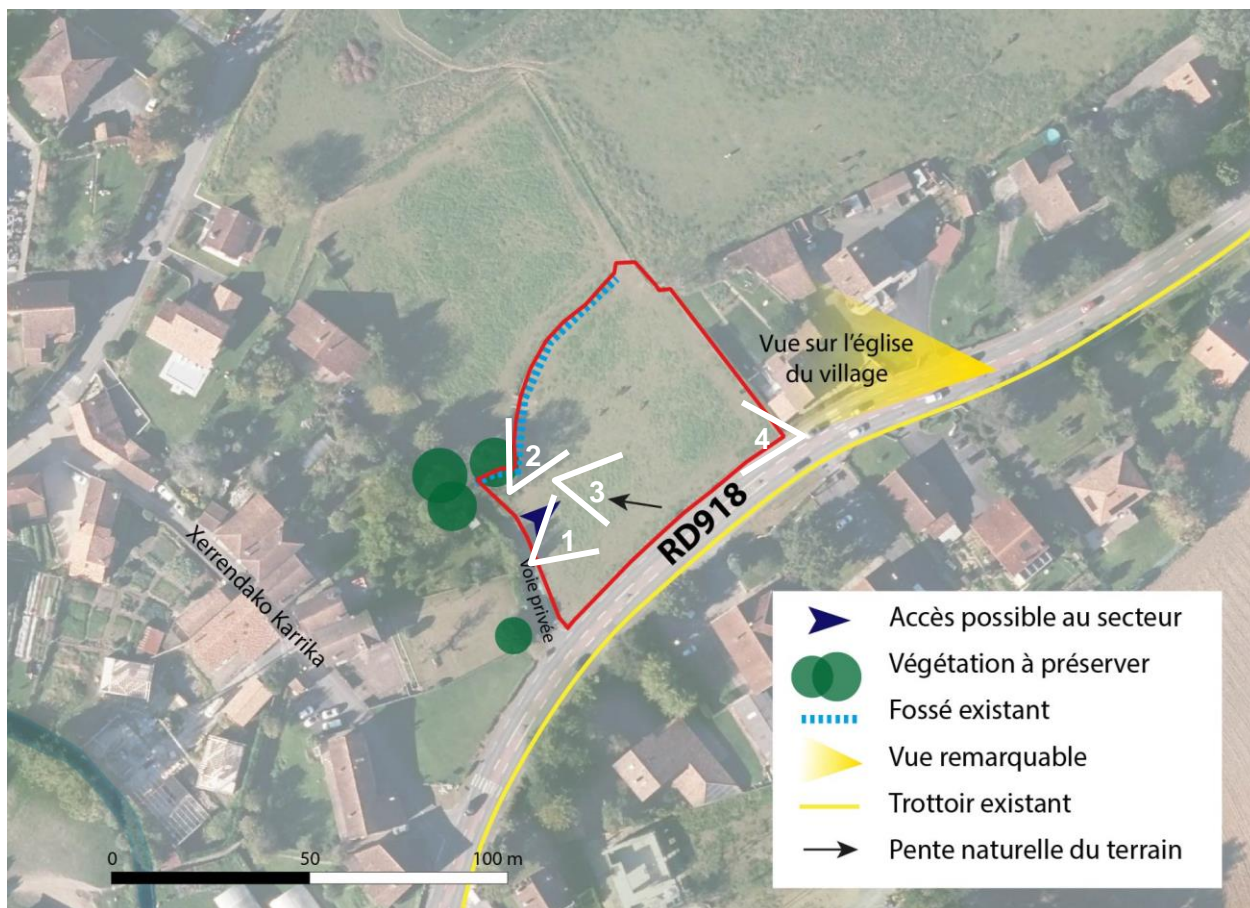 Vue sur l'église
du village
4
2
3
1
RD918
Xerrendako Karrika
Voie privée
Accès possible au secteur
Végétation à préserver
Fossé existant
Vue remarquable
Trottoir existant
Pente naturelle du terrain
0 50 100 m